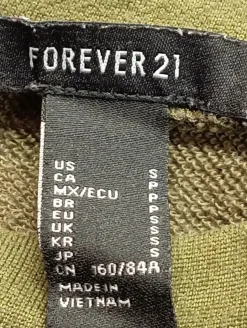 FOREVER 21
US S
CA P
MX/ECU P
BR P
EU S
UK S
KR S
JP S
CN 160/84A
MADE IN
VIETNAM